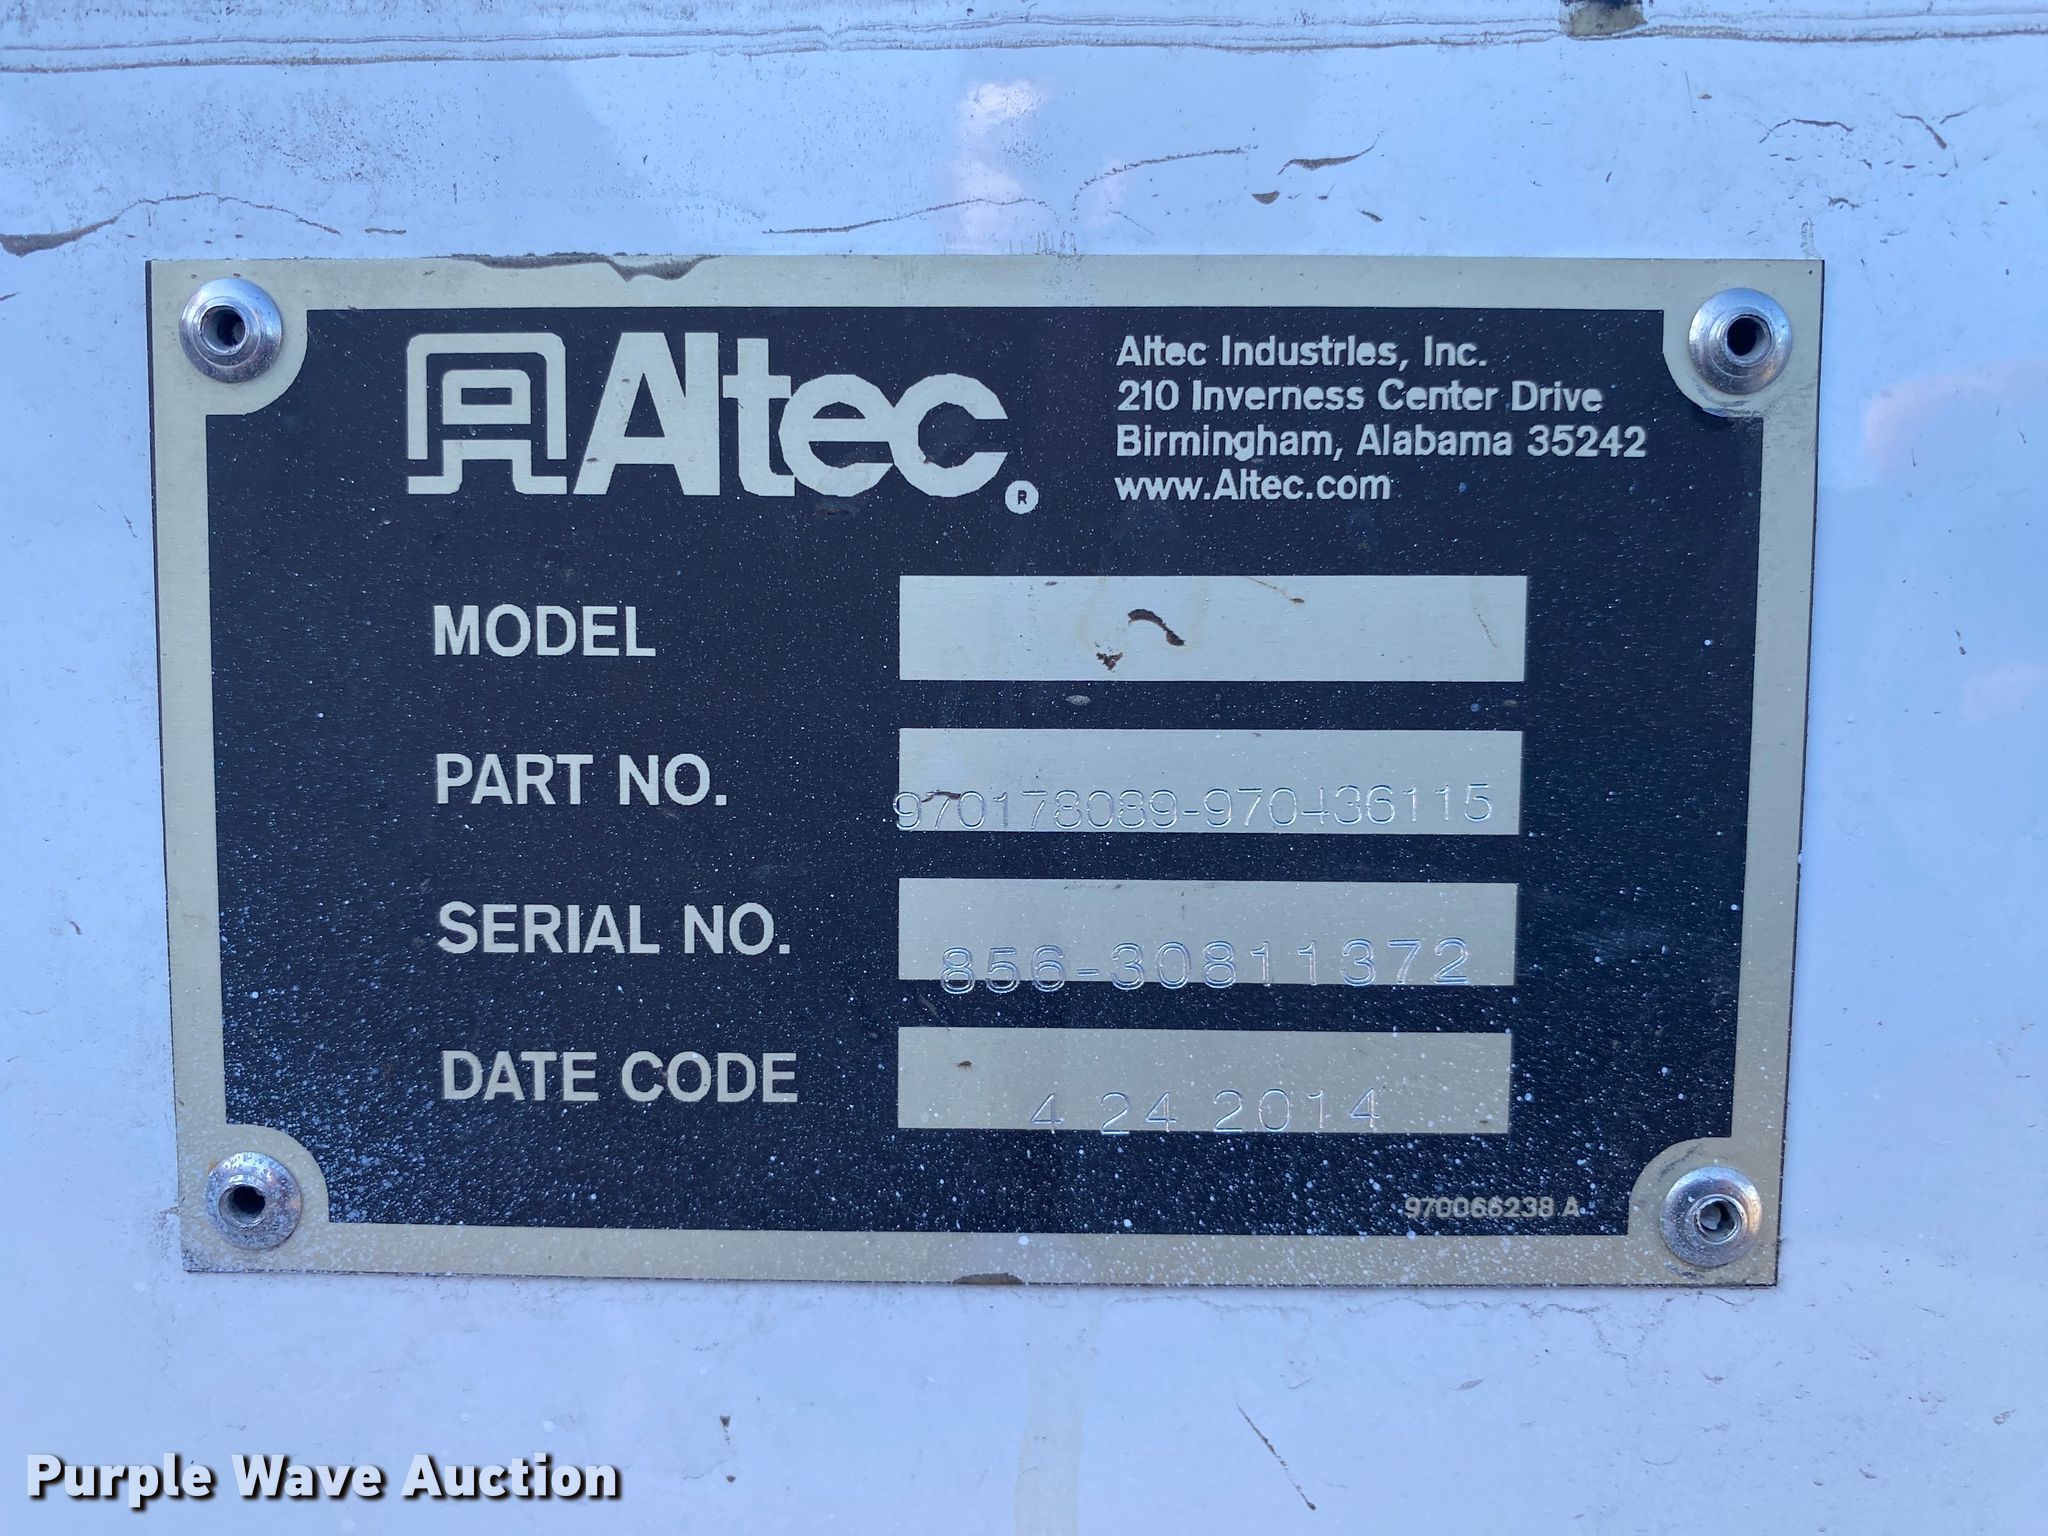 Altec®
Altec Industries, Inc.
210 Inverness Center Drive
Birmingham, Alabama 35242
www.Altec.com
MODEL
PART NO. 970178089-970436115
SERIAL NO. 856-30811372
DATE CODE 4 24 2014
970066238 A
Purple Wave Auction